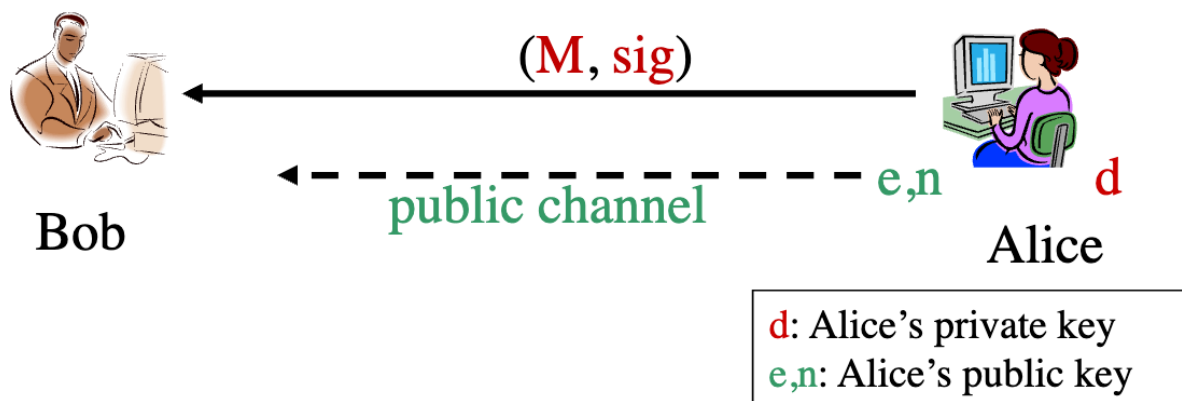 (M, sig)
e,n
d
public channel
Bob
Alice
d: Alice’s private key
e,n: Alice’s public key